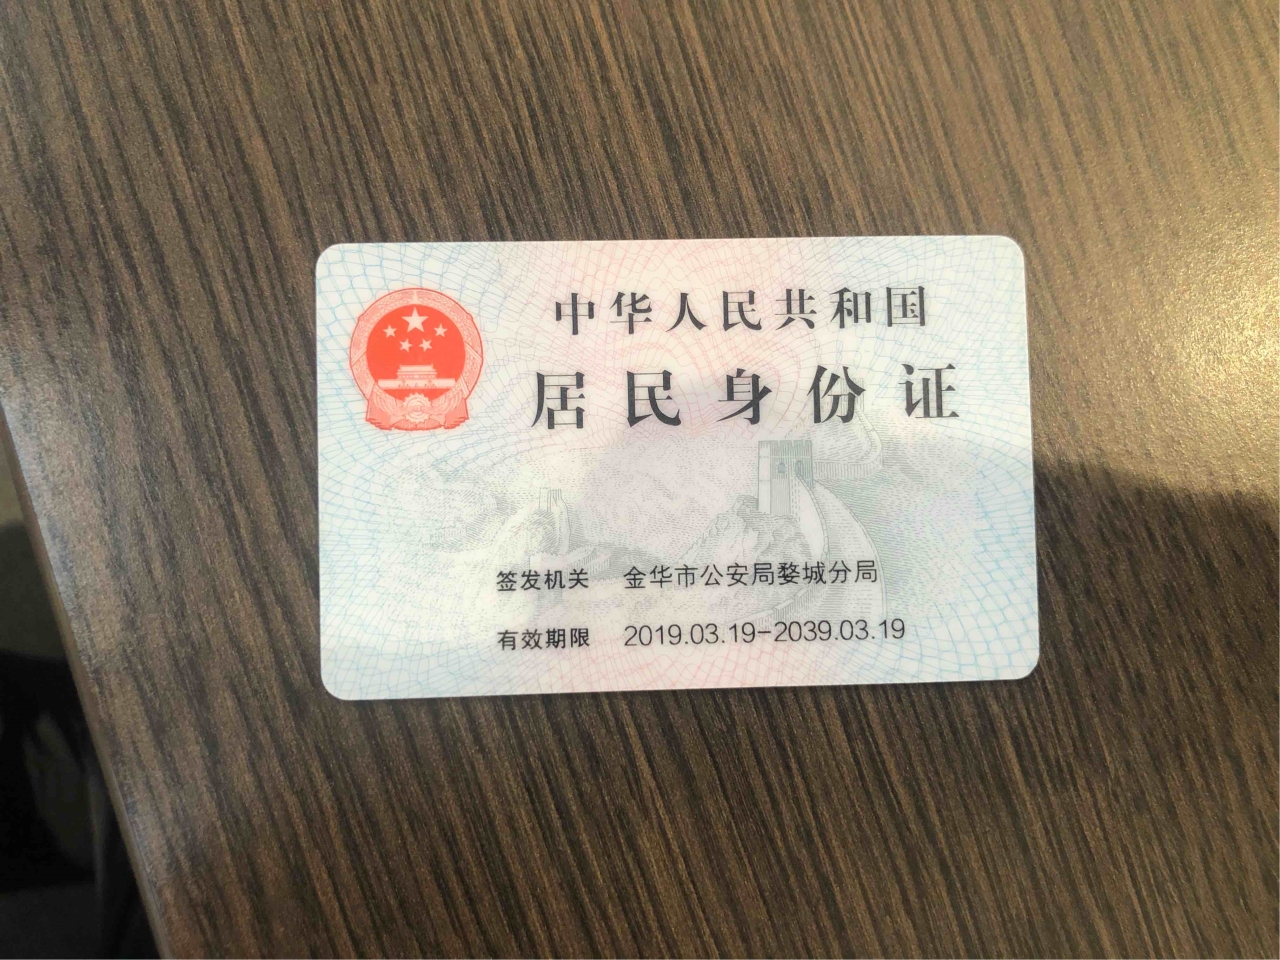 中华人民共和国
居民身份证
签发机关 金华市公安局婺城分局
有效期限 2019.03.19-2039.03.19